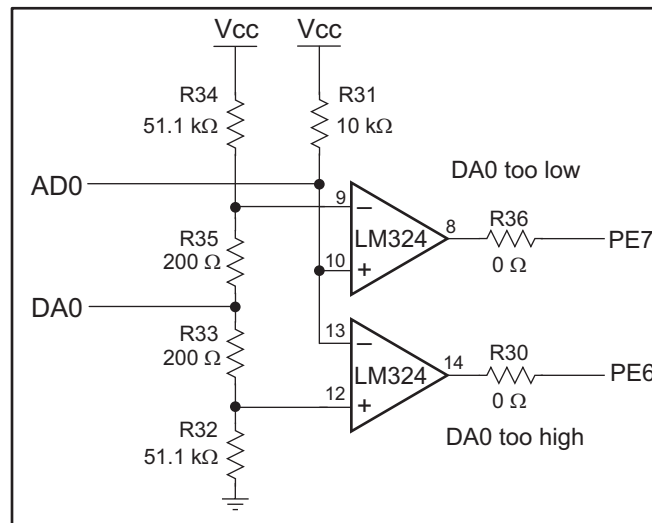 Vcc Vcc
R34
51.1 kΩ
R31
10 kΩ
AD0
DA0 too low
9
–
LM324
8
R36
0 Ω
PE7
R35
200 Ω
10
+
DA0
R33
200 Ω
13
–
LM324
14
R30
0 Ω
PE6
12
+
R32
51.1 kΩ
DA0 too high